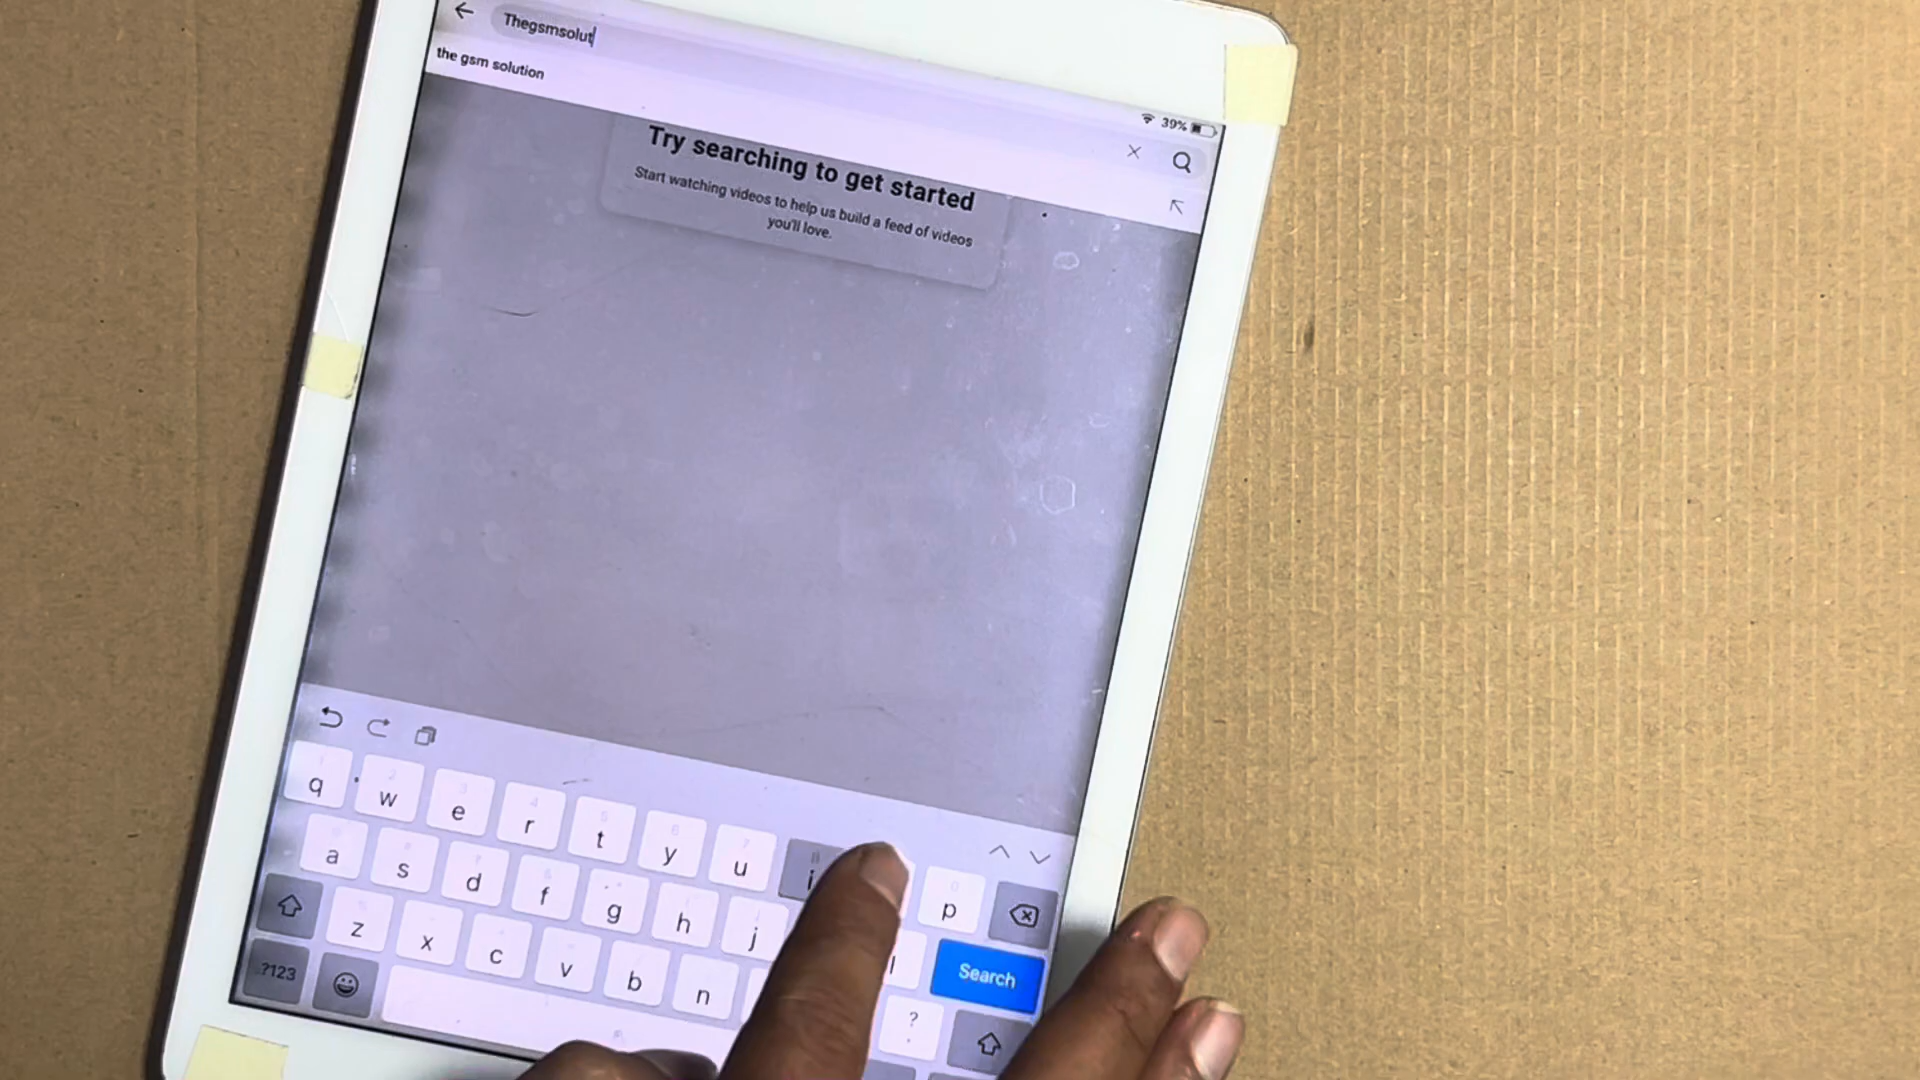 Thegsmsolut
the gsm solution
39%
Try searching to get started
Start watching videos to help us build a feed of videos
you'll love.
q w e r t y u i p
a s d f g h j l
Search
z x c v b n ? .
?123